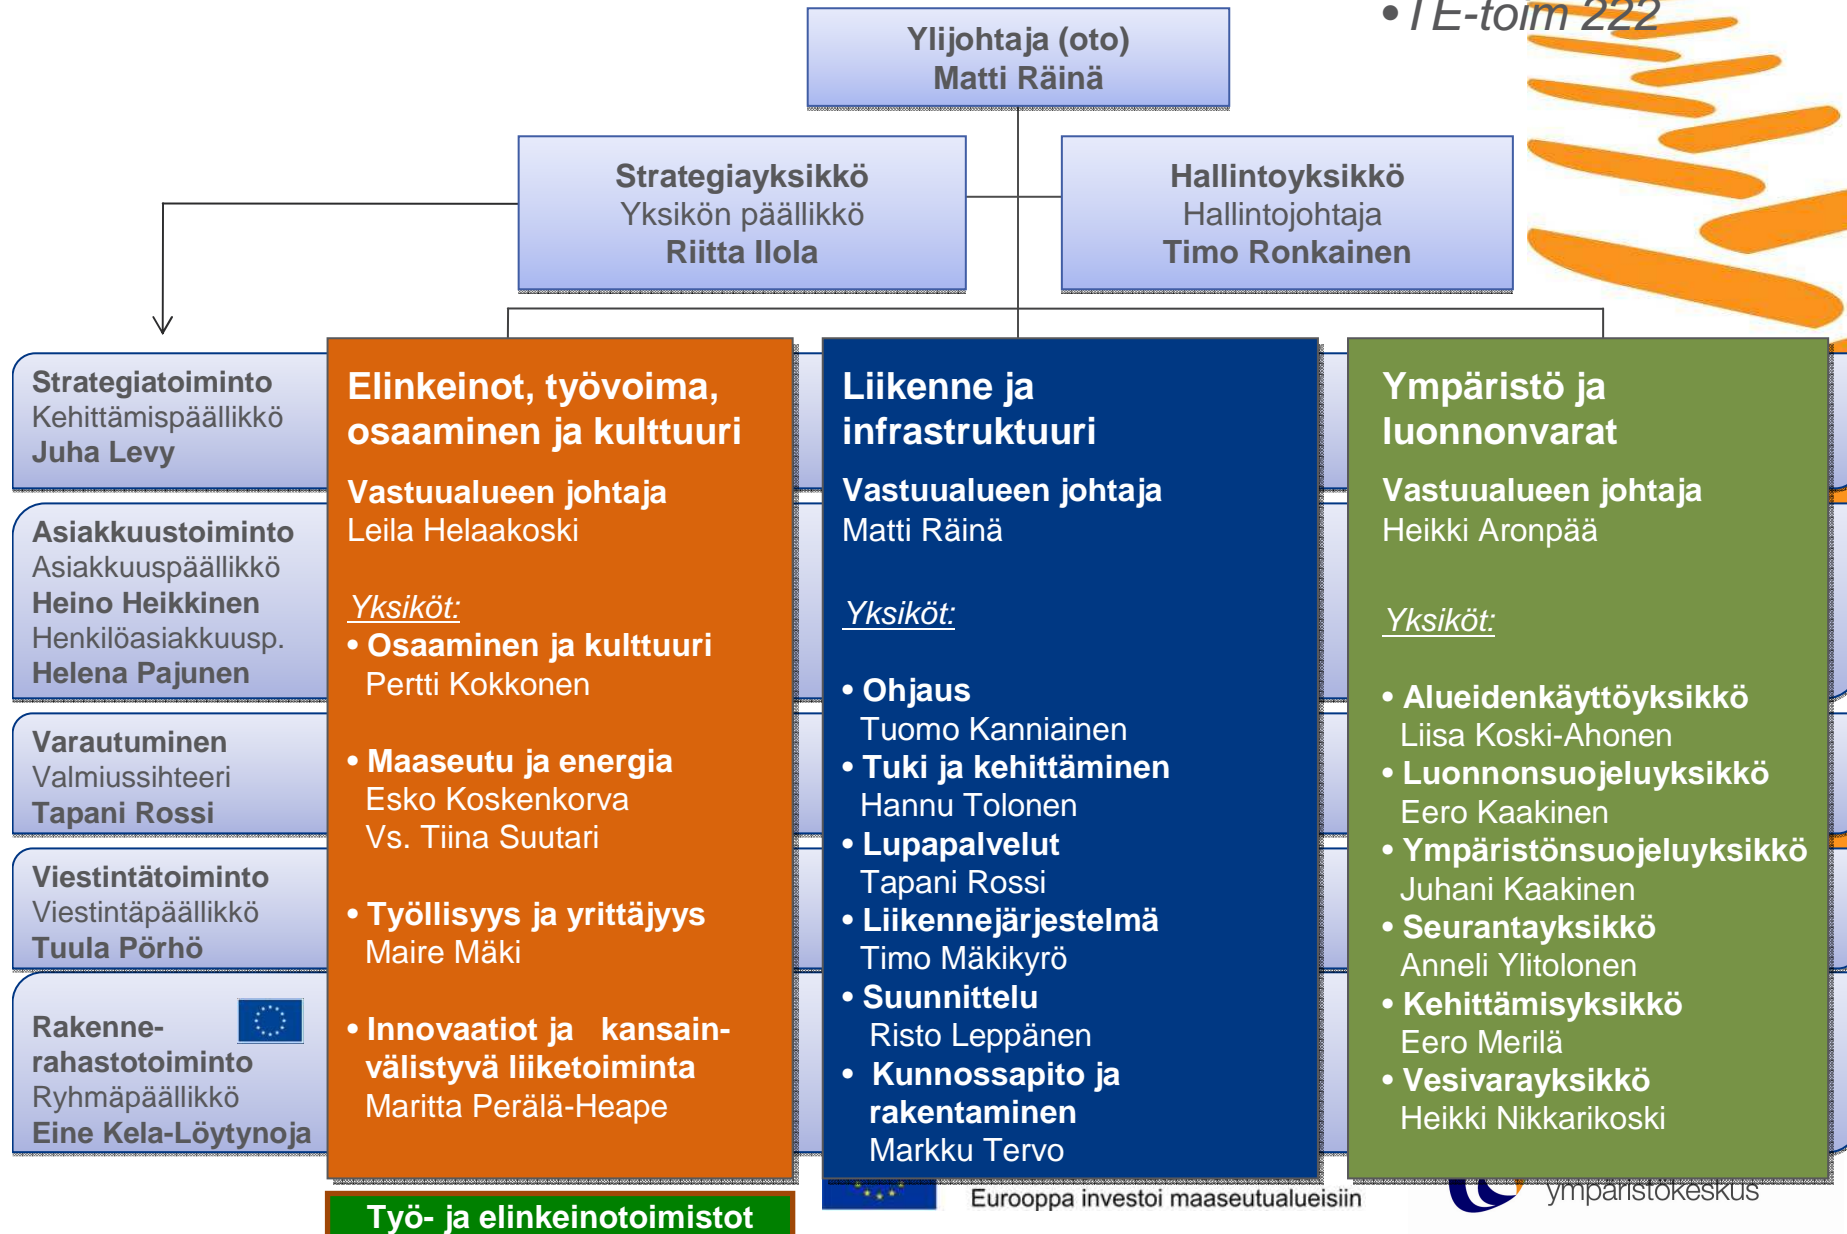 •TE-toim 222
Ylijohtaja (oto)
Matti Räinä
Strategiayksikkö
Yksikön päällikkö
Riitta Ilola
Hallintoyksikkö
Hallintojohtaja
Timo Ronkainen
Strategiatoiminto
Kehittämispäällikkö
Juha Levy
Asiakkuustoiminto
Asiakkuuspäällikkö
Heino Heikkinen
Henkilöasiakkuusp.
Helena Pajunen
Varautuminen
Valmiussihteeri
Tapani Rossi
Viestintätoiminto
Viestintäpäällikkö
Tuula Pörhö
Rakenne-
rahastotoiminto
Ryhmäpäällikkö
Eine Kela-Löytynoja
Elinkeinot, työvoima,
osaaminen ja kulttuuri
Vastuualueen johtaja
Leila Helaakoski
Yksiköt:
• Osaaminen ja kulttuuri
Pertti Kokkonen
• Maaseutu ja energia
Esko Koskenkorva
Vs. Tiina Suutari
• Työllisyys ja yrittäjyys
Maire Mäki
• Innovaatiot ja kansain-
välistyvä liiketoiminta
Maritta Perälä-Heape
Työ- ja elinkeinotoimistot
Liikenne ja
infrastruktuuri
Vastuualueen johtaja
Matti Räinä
Yksiköt:
• Ohjaus
Tuomo Kanniainen
• Tuki ja kehittäminen
Hannu Tolonen
• Lupapalvelut
Tapani Rossi
• Liikennejärjestelmä
Timo Mäkikyrö
• Suunnittelu
Risto Leppänen
• Kunnossapito ja
rakentaminen
Markku Tervo
Eurooppa investoi maaseutualueisiin
Ympäristö ja
luonnonvarat
Vastuualueen johtaja
Heikki Aronpää
Yksiköt:
• Alueidenkäyttöyksikkö
Liisa Koski-Ahonen
• Luonnonsuojeluyksikkö
Eero Kaakinen
• Ympäristönsuojeluyksikkö
Juhani Kaakinen
• Seurantayksikkö
Anneli Ylitolonen
• Kehittämisyksikkö
Eero Merilä
• Vesivarayksikkö
Heikki Nikkarikoski
ympäristökeskus